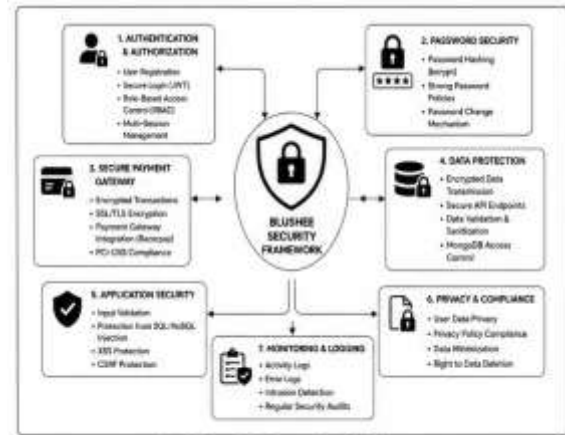 1. AUTHENTICATION
& AUTHORIZATION
• User Registration
• Secure Login (JWT)
• Role-Based Access
Control (RBAC)
• Multi-Session
Management
2. PASSWORD SECURITY
• Password Hashing
(bcrypt)
• Strong Password
Policies
• Password Change
Mechanism
****
3. SECURE PAYMENT
GATEWAY
• Encrypted Transactions
• SSL/TLS Encryption
• Payment Gateway
Integration (Razorpay)
• PCI-DSS Compliance
BLUSHEE
SECURITY
FRAMEWORK
4. DATA PROTECTION
• Encrypted Data
Transmission
• Secure API Endpoints
• Data Validation &
Sanitization
• MongoDB Access
Control
5. APPLICATION SECURITY
• Input Validation
• Protection from SQL/NoSQL
Injection
• XSS Protection
• CSRF Protection
6. PRIVACY & COMPLIANCE
• User Data Privacy
• Privacy Policy Compliance
• Data Minimization
• Right to Data Deletion
7. MONITORING & LOGGING
• Activity Logs
• Error Logs
• Intrusion Detection
• Regular Security Audits